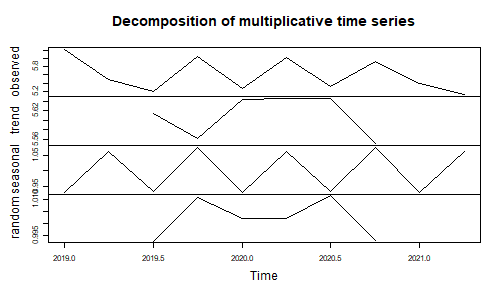 Decomposition of multiplicative time series
observed
5.8
5.2
trend
5.62
5.56
seasonal
1.05
0.95
random
1.010
0.995
2019.0 2019.5 2020.0 2020.5 2021.0
Time